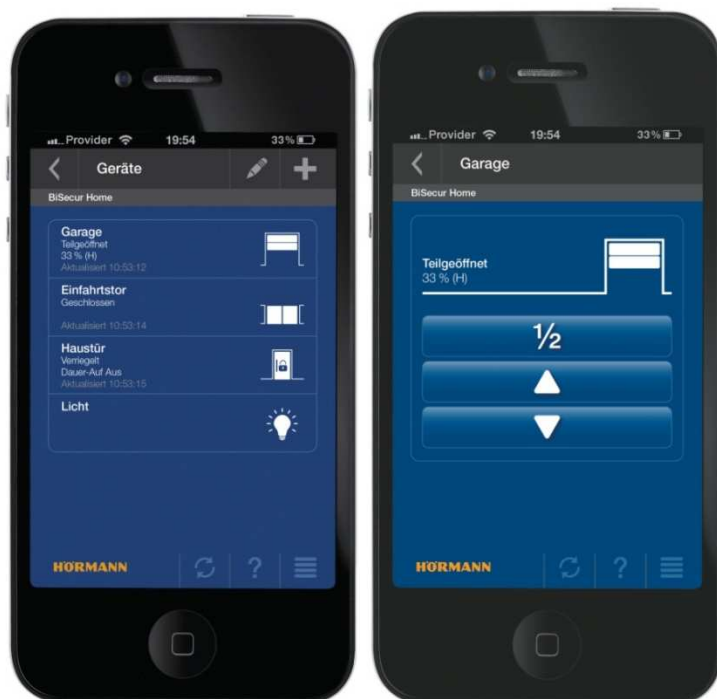 Provider 19:54 33 %
Geräte
BiSecur Home
Garage
Teilgeöffnet
33 % (H)
Aktualisiert 10:53:12
Einfahrtstor
Geschlossen
Aktualisiert 10:53:14
Haustür
Verriegelt
Dauer-Auf Aus
Aktualisiert 10:53:15
Licht
HÖRMANN ?
Provider 19:54 33 %
Garage
BiSecur Home
Teilgeöffnet
33 % (H)
½
HÖRMANN ?